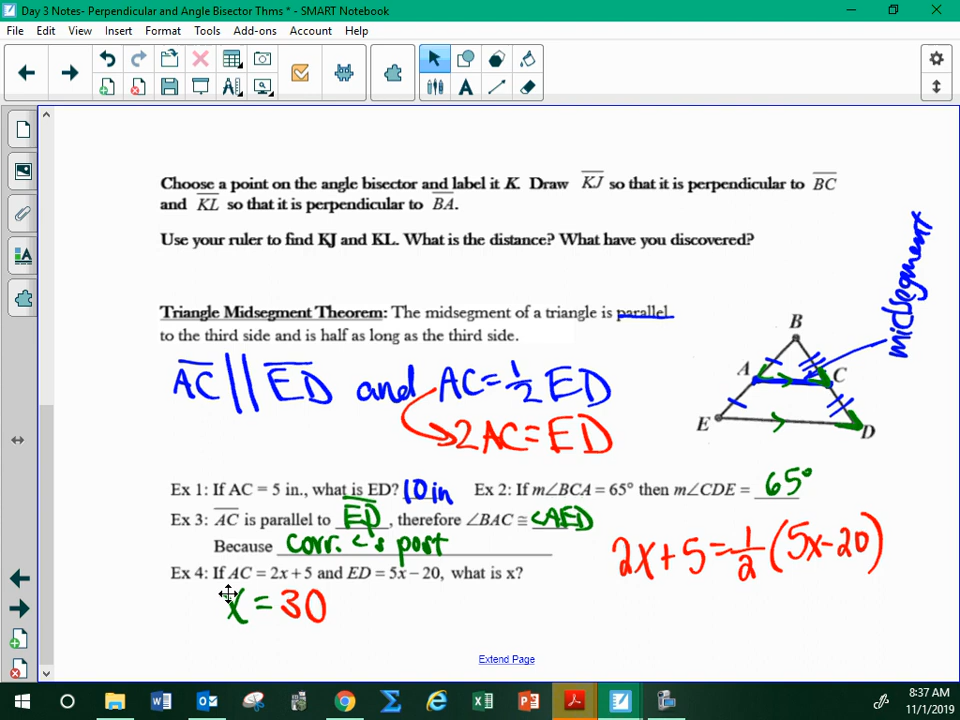 Day 3 Notes- Perpendicular and Angle Bisector Thms * - SMART Notebook
File Edit View Insert Format Tools Add-ons Account Help
Choose a point on the angle bisector and label it K. Draw KJ so that it is perpendicular to BC
and KL so that it is perpendicular to BA.
Use your ruler to find KJ and KL. What is the distance? What have you discovered?
midsegment
Triangle Midsegment Theorem: The midsegment of a triangle is parallel
to the third side and is half as long as the third side.
B
A
C
E
D
AC || ED and AC = 1/2 ED
2AC = ED
Ex 1: If AC = 5 in., what is ED? 10 in Ex 2: If m∠BCA = 65° then m∠CDE = 65°
Ex 3: AC is parallel to ED, therefore ∠BAC ≅ <AED
Because corr. <'s post
2x+5 = 1/2 (5x-20)
Ex 4: If AC = 2x + 5 and ED = 5x – 20, what is x?
x = 30
Extend Page
8:37 AM
11/1/2019